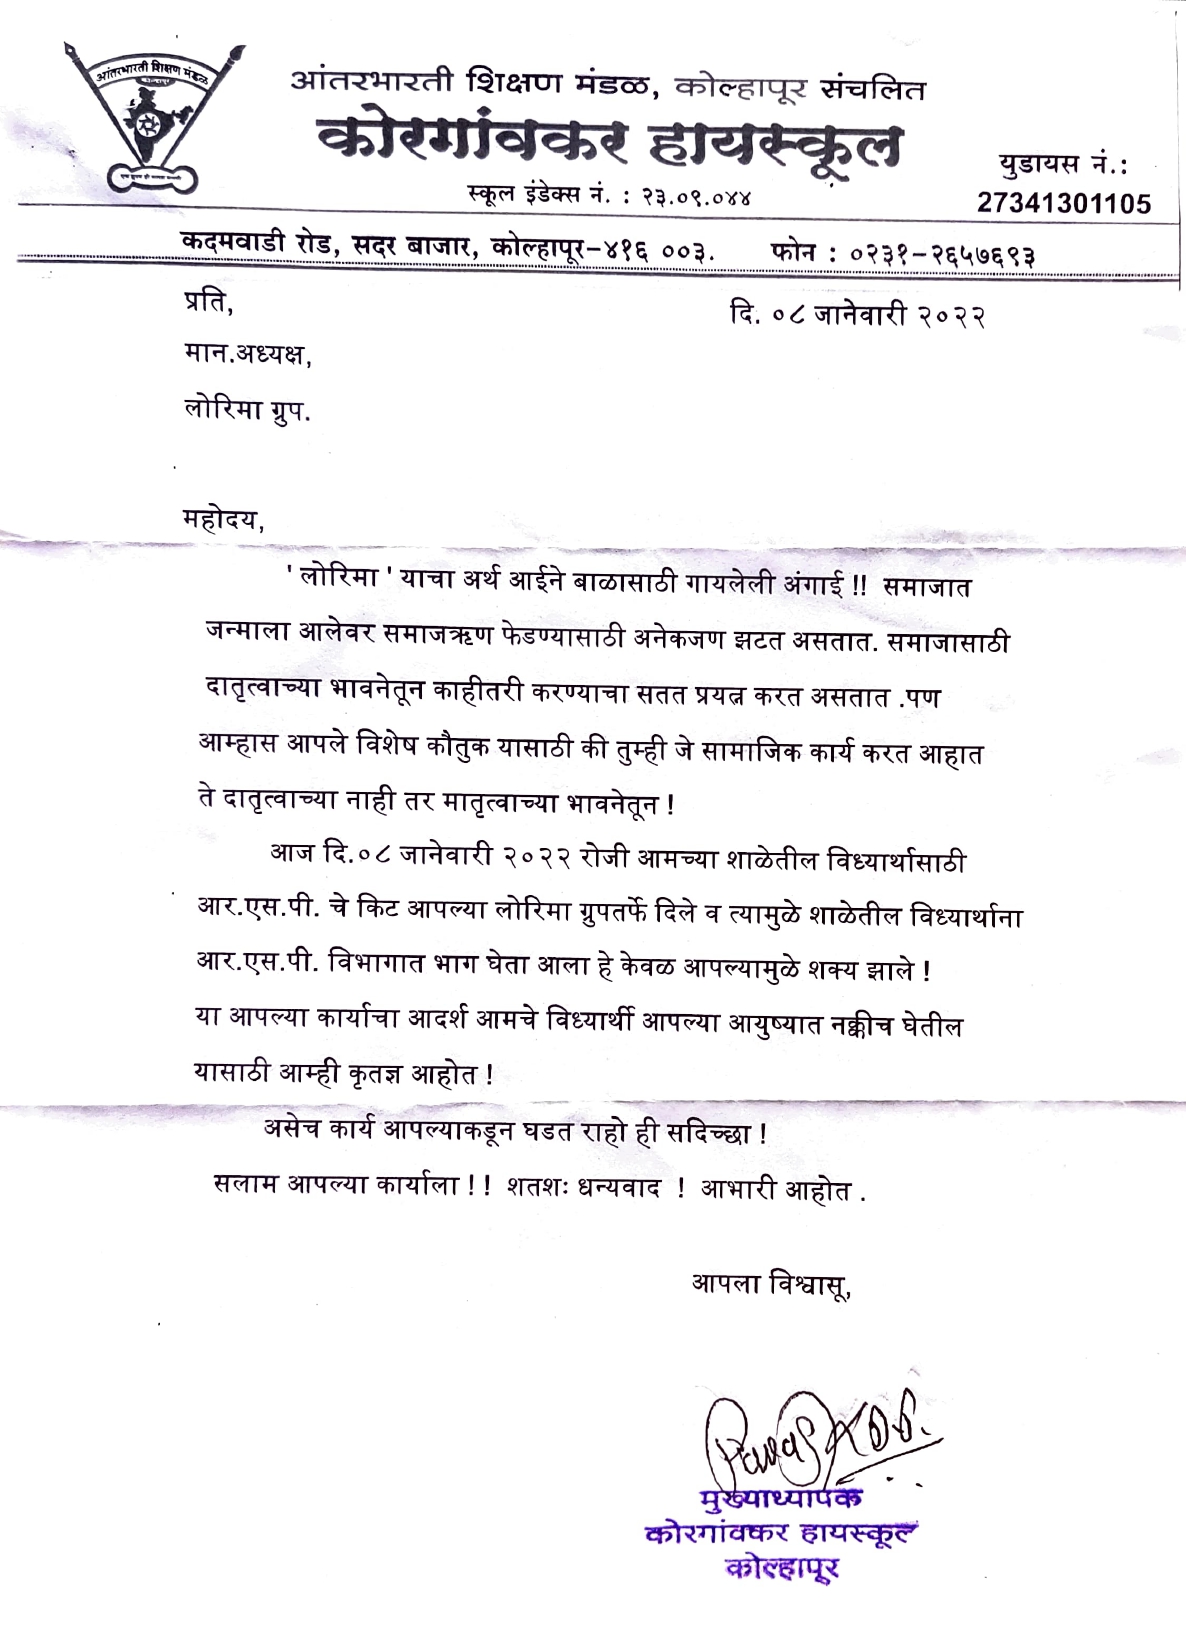 आंतरभारती शिक्षण मंडळ
आंतरभारती शिक्षण मंडळ, कोल्हापूर संचलित
कोरगांवकर हायस्कूल
युडायस नं.:
स्कूल इंडेक्स नं. : २३.०९.०४४
27341301105
कदमवाडी रोड, सदर बाजार, कोल्हापूर-४१६ ००३. फोन : ०२३१-२६५७६९३
प्रति,
दि. ०८ जानेवारी २०२२
मान.अध्यक्ष,
लोरिमा ग्रुप.
महोदय,
' लोरिमा ' याचा अर्थ आईने बाळासाठी गायलेली अंगाई !! समाजात
जन्माला आलेवर समाजऋण फेडण्यासाठी अनेकजण झटत असतात. समाजासाठी
दातृत्वाच्या भावनेतून काहीतरी करण्याचा सतत प्रयत्न करत असतात .पण
आम्हास आपले विशेष कौतुक यासाठी की तुम्ही जे सामाजिक कार्य करत आहात
ते दातृत्वाच्या नाही तर मातृत्वाच्या भावनेतून !
आज दि.०८ जानेवारी २०२२ रोजी आमच्या शाळेतील विध्यार्थासाठी
आर.एस.पी. चे किट आपल्या लोरिमा ग्रुपतर्फे दिले व त्यामुळे शाळेतील विध्यार्थाना
आर.एस.पी. विभागात भाग घेता आला हे केवळ आपल्यामुळे शक्य झाले !
या आपल्या कार्याचा आदर्श आमचे विध्यार्थी आपल्या आयुष्यात नक्कीच घेतील
यासाठी आम्ही कृतज्ञ आहोत !
असेच कार्य आपल्याकडून घडत राहो ही सदिच्छा !
सलाम आपल्या कार्याला ! ! शतशः धन्यवाद ! आभारी आहोत .
आपला विश्वासू,
मुख्याध्यापक
कोरगांवकर हायस्कूल
कोल्हापूर